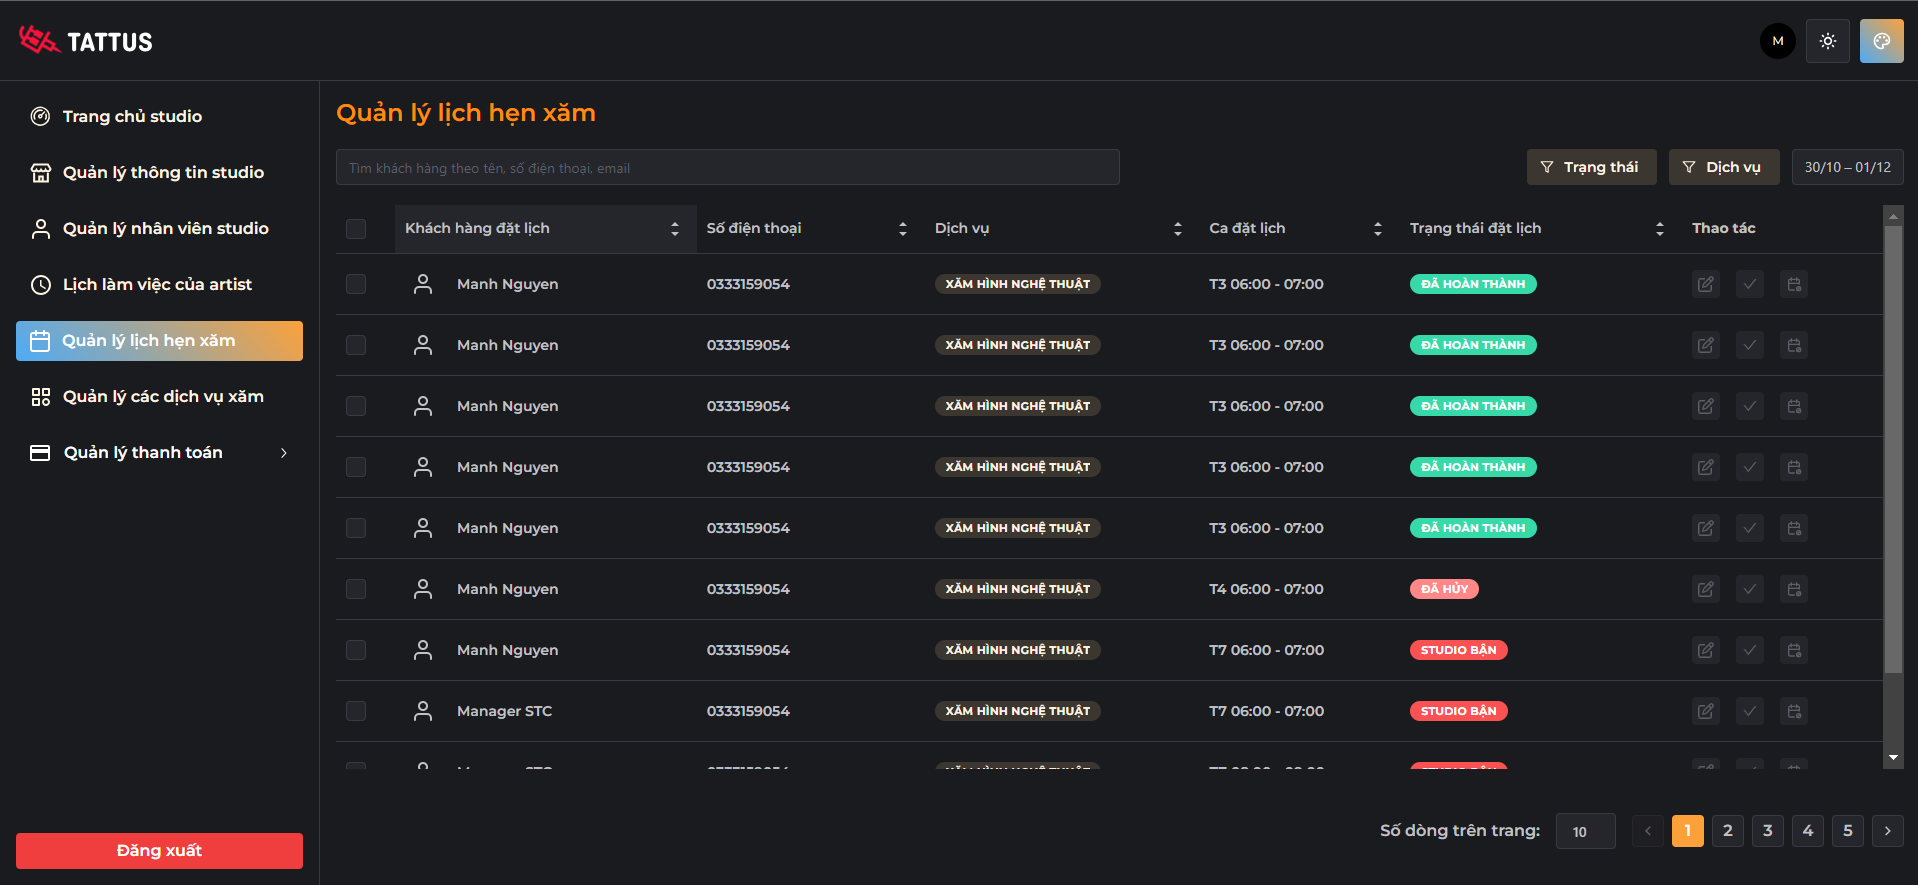 TATTUS
M
Trang chủ studio
Quản lý thông tin studio
Quản lý nhân viên studio
Lịch làm việc của artist
Quản lý lịch hẹn xăm
Quản lý các dịch vụ xăm
Quản lý thanh toán
Đăng xuất
Quản lý lịch hẹn xăm
Tìm khách hàng theo tên, số điện thoại, email
Trạng thái Dịch vụ 30/10 – 01/12
Khách hàng đặt lịch Số điện thoại Dịch vụ Ca đặt lịch Trạng thái đặt lịch Thao tác
Manh Nguyen 0333159054 XĂM HÌNH NGHỆ THUẬT T3 06:00 - 07:00 ĐÃ HOÀN THÀNH
Manh Nguyen 0333159054 XĂM HÌNH NGHỆ THUẬT T3 06:00 - 07:00 ĐÃ HOÀN THÀNH
Manh Nguyen 0333159054 XĂM HÌNH NGHỆ THUẬT T3 06:00 - 07:00 ĐÃ HOÀN THÀNH
Manh Nguyen 0333159054 XĂM HÌNH NGHỆ THUẬT T3 06:00 - 07:00 ĐÃ HOÀN THÀNH
Manh Nguyen 0333159054 XĂM HÌNH NGHỆ THUẬT T3 06:00 - 07:00 ĐÃ HOÀN THÀNH
Manh Nguyen 0333159054 XĂM HÌNH NGHỆ THUẬT T4 06:00 - 07:00 ĐÃ HỦY
Manh Nguyen 0333159054 XĂM HÌNH NGHỆ THUẬT T7 06:00 - 07:00 STUDIO BẬN
Manager STC 0333159054 XĂM HÌNH NGHỆ THUẬT T7 06:00 - 07:00 STUDIO BẬN
Số dòng trên trang: 10 1 2 3 4 5